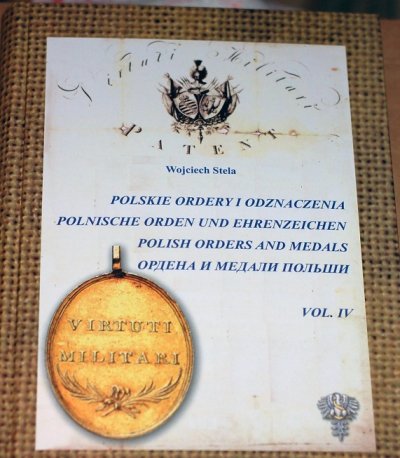 Virtuti Militari
PATENT
Wojciech Stela
POLSKIE ORDERY I ODZNACZENIA
POLNISCHE ORDEN UND EHRENZEICHEN
POLISH ORDERS AND MEDALS
ОРДЕНА И МЕДАЛИ ПОЛЬШИ
VOL. IV
VIRTUTI
MILITARI